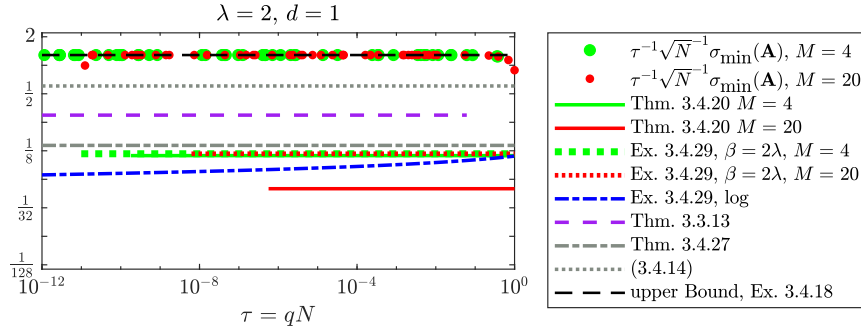 λ = 2, d = 1
2
1/2
1/8
1/32
1/128
10^-12
10^-8
10^-4
10^0
τ = qN
τ^-1 √N^-1 σ_min(A), M = 4
τ^-1 √N^-1 σ_min(A), M = 20
Thm. 3.4.20 M = 4
Thm. 3.4.20 M = 20
Ex. 3.4.29, β = 2λ, M = 4
Ex. 3.4.29, β = 2λ, M = 20
Ex. 3.4.29, log
Thm. 3.3.13
Thm. 3.4.27
(3.4.14)
upper Bound, Ex. 3.4.18